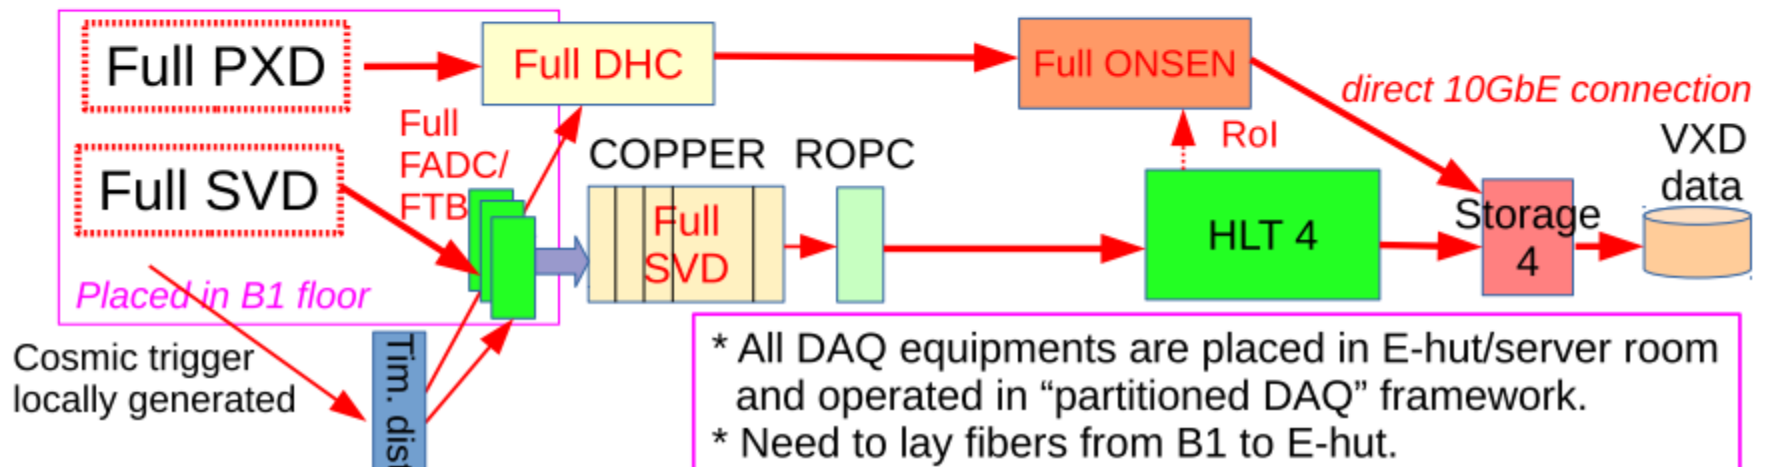 Full PXD
Full DHC
Full ONSEN
direct 10GbE connection
Full
FADC/
FTB
COPPER
ROPC
RoI
VXD
data
Full SVD
Full
SVD
HLT 4
Storage
4
Placed in B1 floor
Cosmic trigger
locally generated
Tim. dist
* All DAQ equipments are placed in E-hut/server room
and operated in “partitioned DAQ” framework.
* Need to lay fibers from B1 to E-hut.